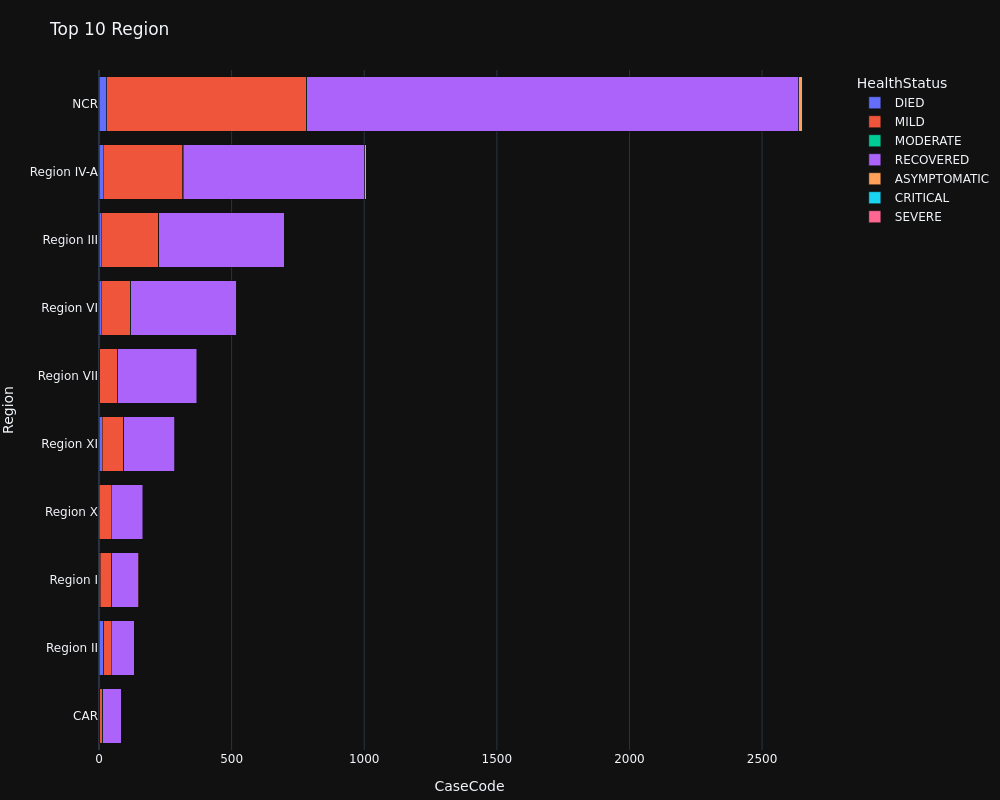 Top 10 Region
NCR
Region IV-A
Region III
Region VI
Region VII
Region XI
Region X
Region I
Region II
CAR
Region
0 500 1000 1500 2000 2500
CaseCode
HealthStatus
DIED
MILD
MODERATE
RECOVERED
ASYMPTOMATIC
CRITICAL
SEVERE